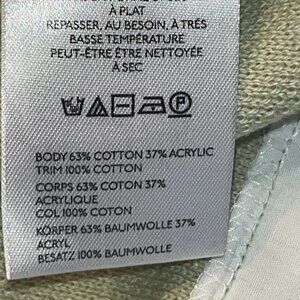 À PLAT
REPASSER, AU BESOIN, À TRÈS
BASSE TEMPÉRATURE
PEUT-ÊTRE ÊTRE NETTOYÉE
À SEC
P
BODY 63% COTTON 37% ACRYLIC
TRIM 100% COTTON
CORPS 63% COTON 37%
ACRYLIQUE
COL 100% COTON
KÖRPER 63% BAUMWOLLE 37%
ACRYL
BESATZ 100% BAUMWOLLE